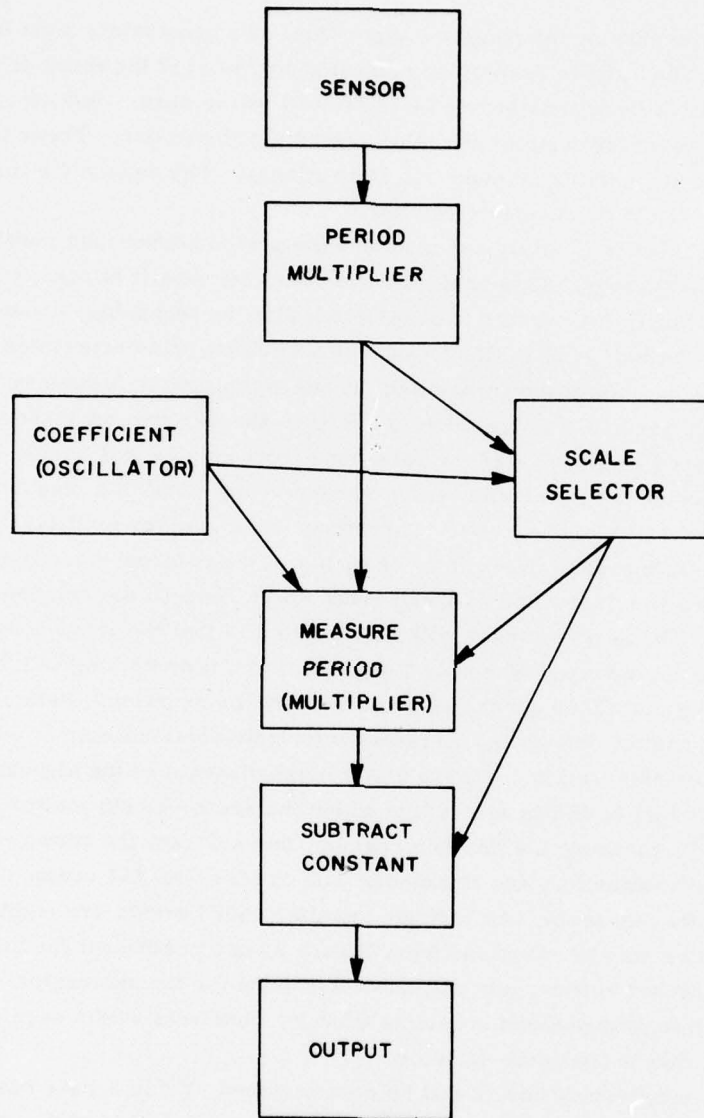 SENSOR
PERIOD
MULTIPLIER
COEFFICIENT
(OSCILLATOR)
SCALE
SELECTOR
MEASURE
PERIOD
(MULTIPLIER)
SUBTRACT
CONSTANT
OUTPUT